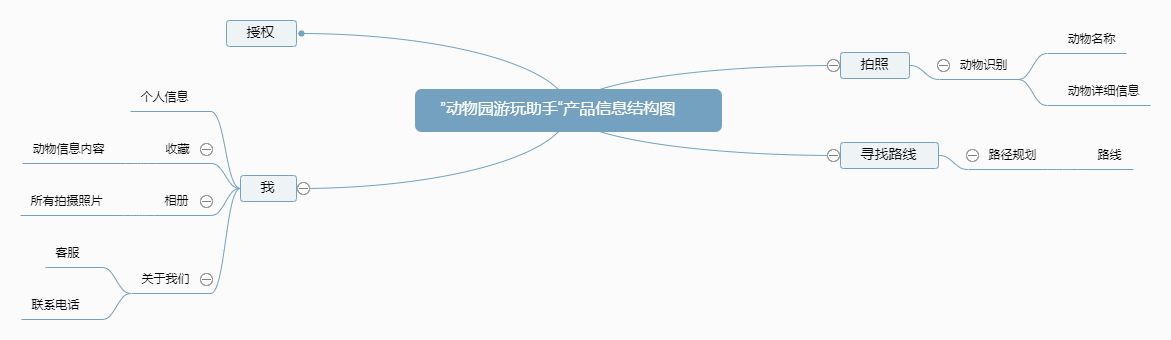 授权
拍照
动物识别
动物名称
动物详细信息
"动物园游玩助手“产品信息结构图
寻找路线
路径规划
路线
我
个人信息
收藏
动物信息内容
相册
所有拍摄照片
关于我们
客服
联系电话